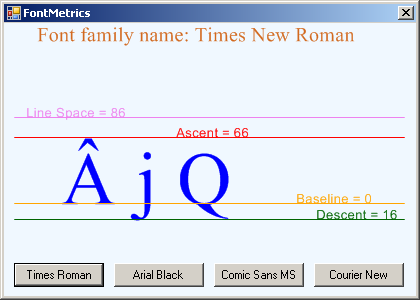 FontMetrics
Font family name: Times New Roman
Line Space = 86
Ascent = 66
Â j Q
Baseline = 0
Descent = 16
Times Roman Arial Black Comic Sans MS Courier New